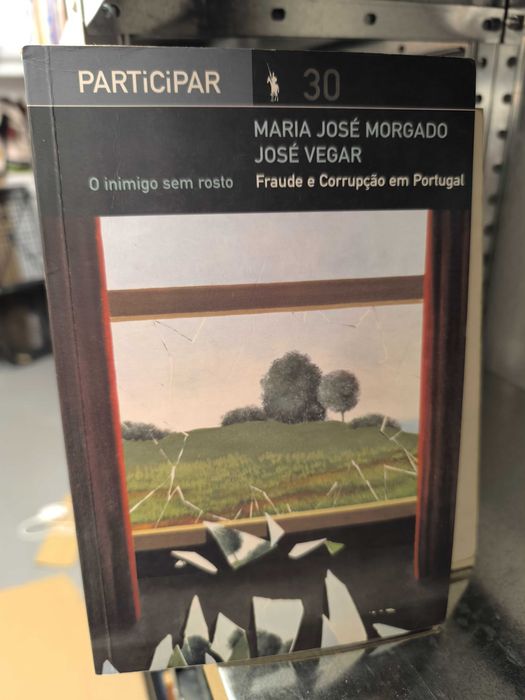 PARTiCiPAR 30
MARIA JOSÉ MORGADO
JOSÉ VEGAR
O inimigo sem rosto Fraude e Corrupção em Portugal